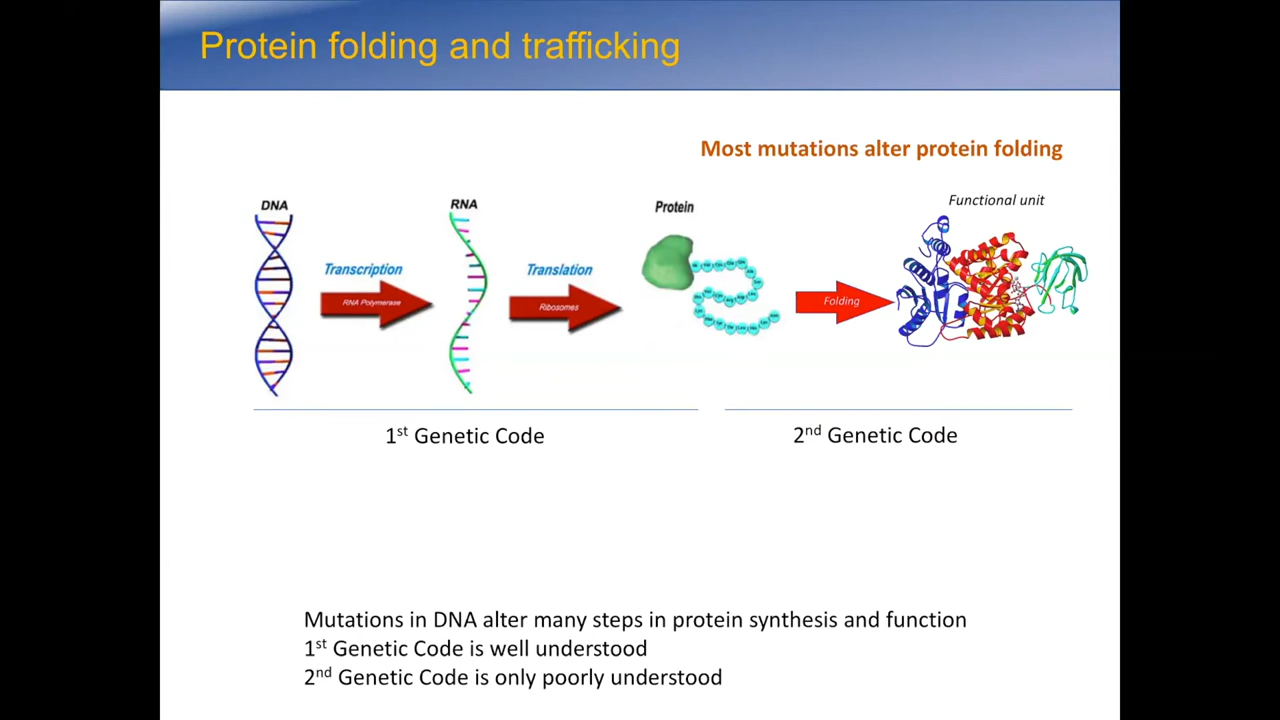 Protein folding and trafficking
Most mutations alter protein folding
DNA
RNA
Protein
Functional unit
Transcription
Translation
RNA Polymerase
Ribosomes
Folding
1st Genetic Code
2nd Genetic Code
Mutations in DNA alter many steps in protein synthesis and function
1st Genetic Code is well understood
2nd Genetic Code is only poorly understood